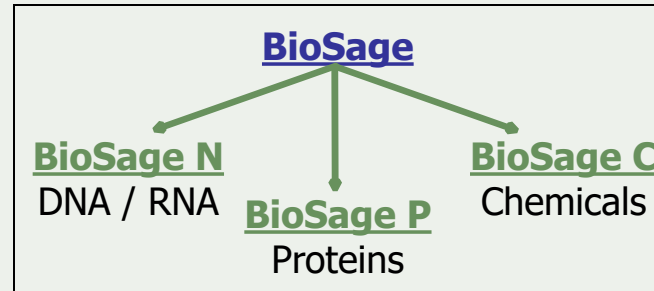 BioSage
BioSage N
DNA / RNA
BioSage P
Proteins
BioSage C
Chemicals